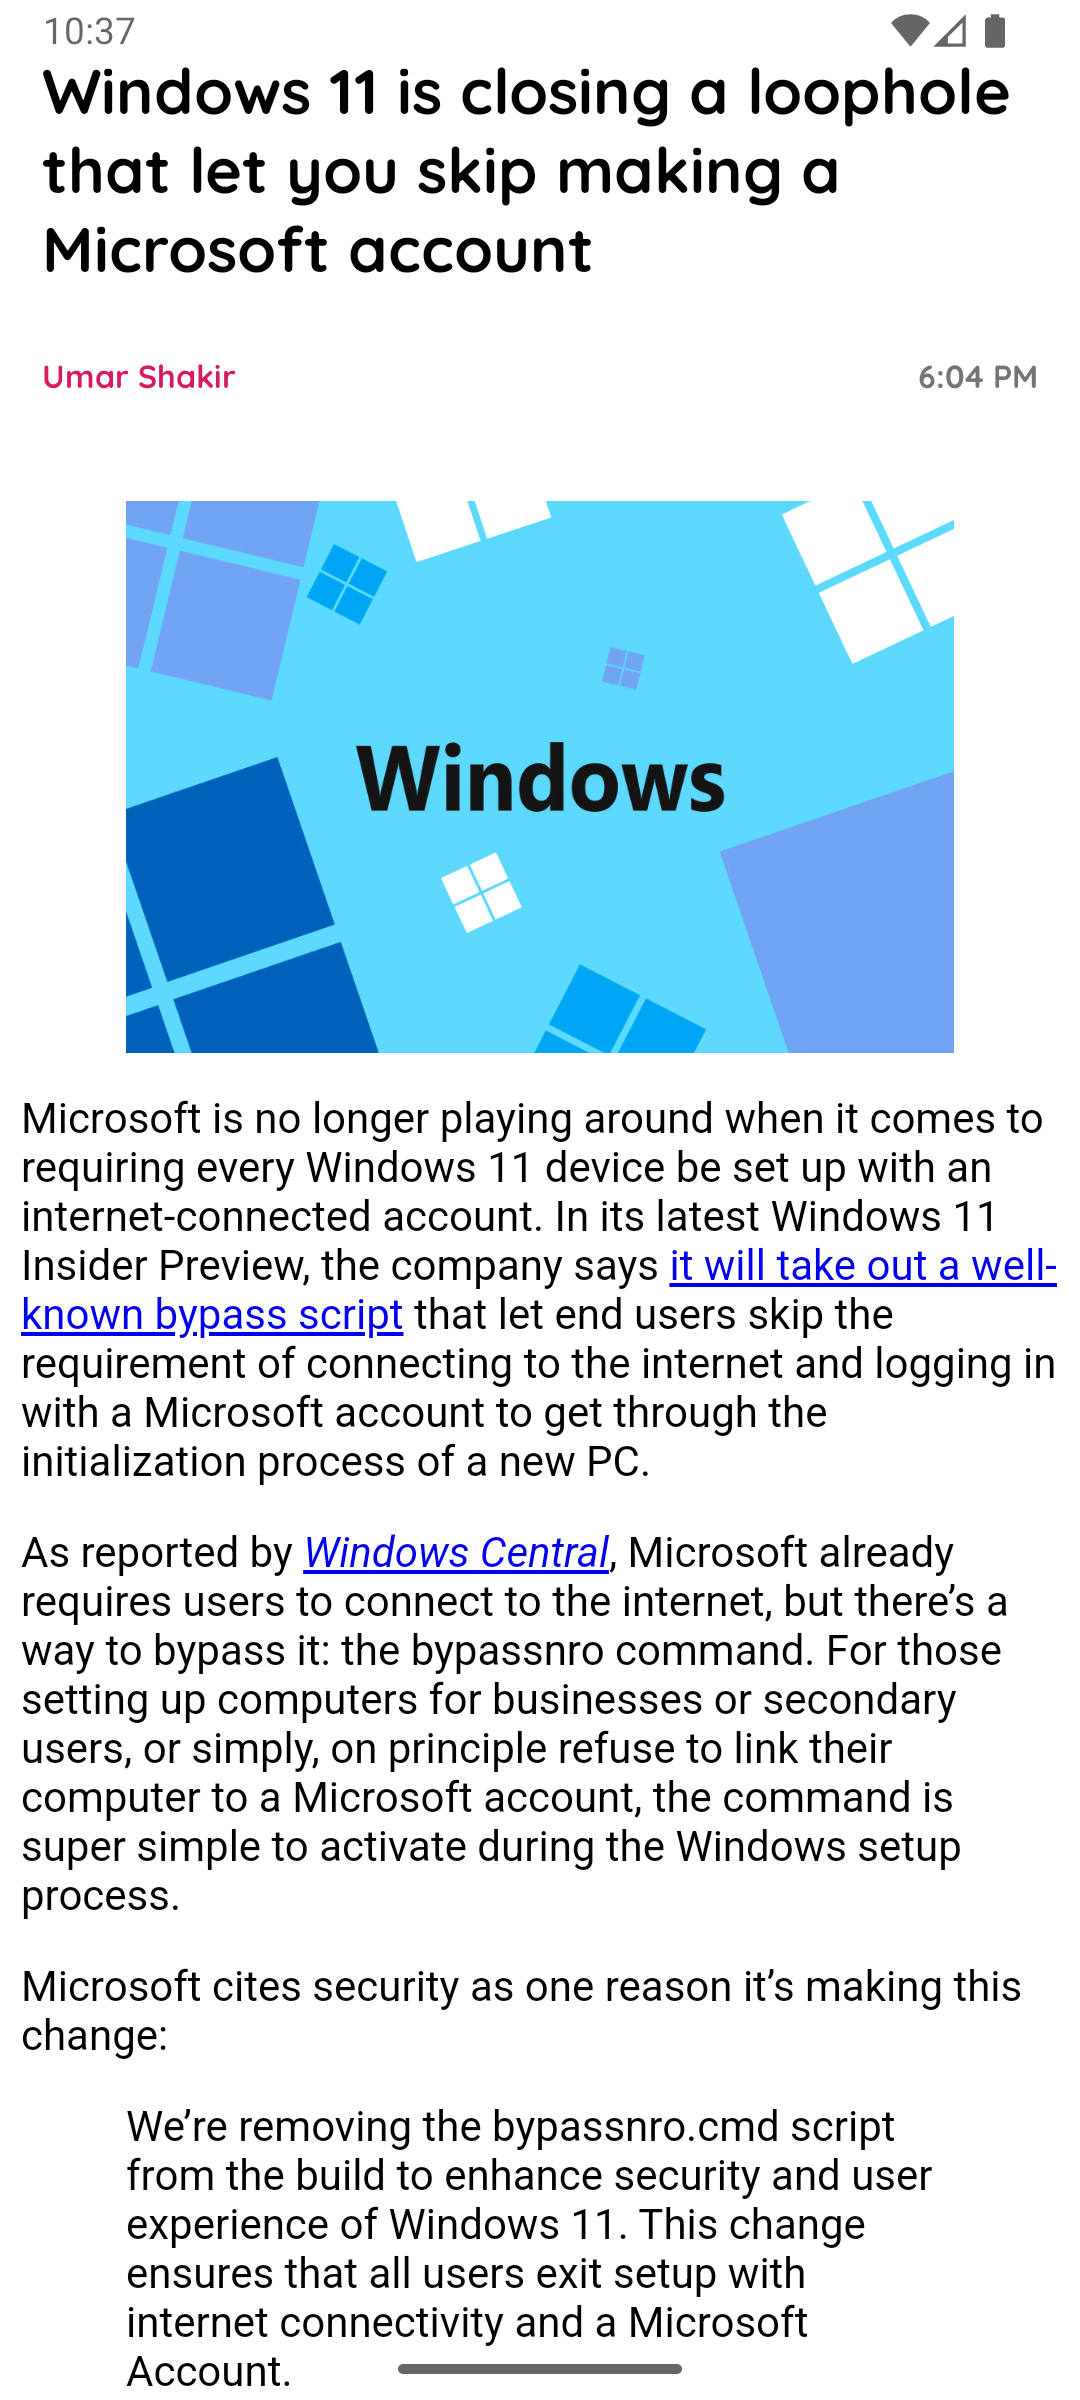 10:37
Windows 11 is closing a loophole
that let you skip making a
Microsoft account
Umar Shakir
6:04 PM
Windows
Microsoft is no longer playing around when it comes to
requiring every Windows 11 device be set up with an
internet-connected account. In its latest Windows 11
Insider Preview, the company says it will take out a well-
known bypass script that let end users skip the
requirement of connecting to the internet and logging in
with a Microsoft account to get through the
initialization process of a new PC.
As reported by Windows Central, Microsoft already
requires users to connect to the internet, but there’s a
way to bypass it: the bypassnro command. For those
setting up computers for businesses or secondary
users, or simply, on principle refuse to link their
computer to a Microsoft account, the command is
super simple to activate during the Windows setup
process.
Microsoft cites security as one reason it’s making this
change:
We’re removing the bypassnro.cmd script
from the build to enhance security and user
experience of Windows 11. This change
ensures that all users exit setup with
internet connectivity and a Microsoft
Account.